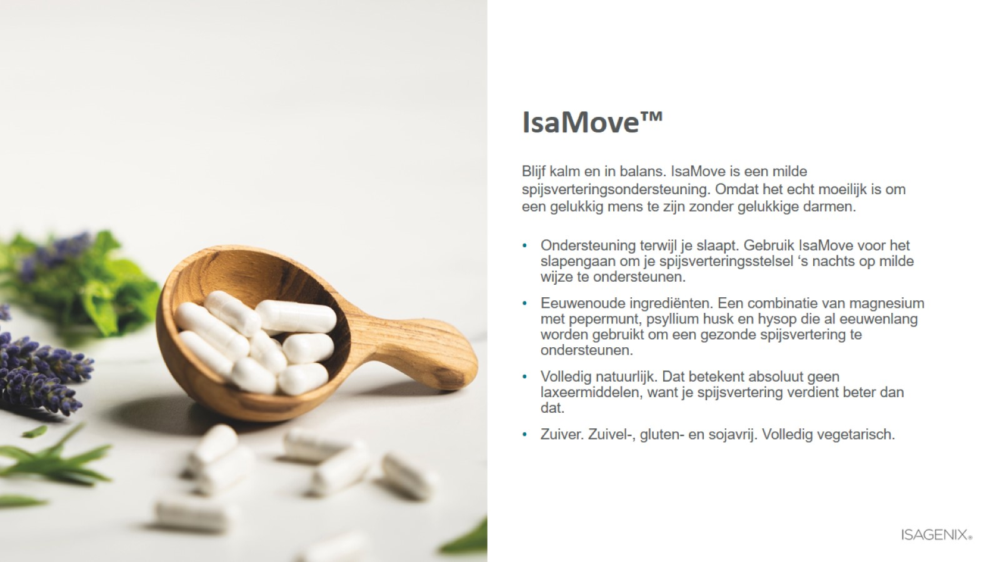 IsaMove™
Blijf kalm en in balans. IsaMove is een milde
spijsverteringsondersteuning. Omdat het echt moeilijk is om
een gelukkig mens te zijn zonder gelukkige darmen.
• Ondersteuning terwijl je slaapt. Gebruik IsaMove voor het
slapengaan om je spijsverteringsstelsel ‘s nachts op milde
wijze te ondersteunen.
• Eeuwenoude ingrediënten. Een combinatie van magnesium
met pepermunt, psyllium husk en hysop die al eeuwenlang
worden gebruikt om een gezonde spijsvertering te
ondersteunen.
• Volledig natuurlijk. Dat betekent absoluut geen
laxeermiddelen, want je spijsvertering verdient beter dan
dat.
• Zuiver. Zuivel-, gluten- en sojavrij. Volledig vegetarisch.
ISAGENIX®